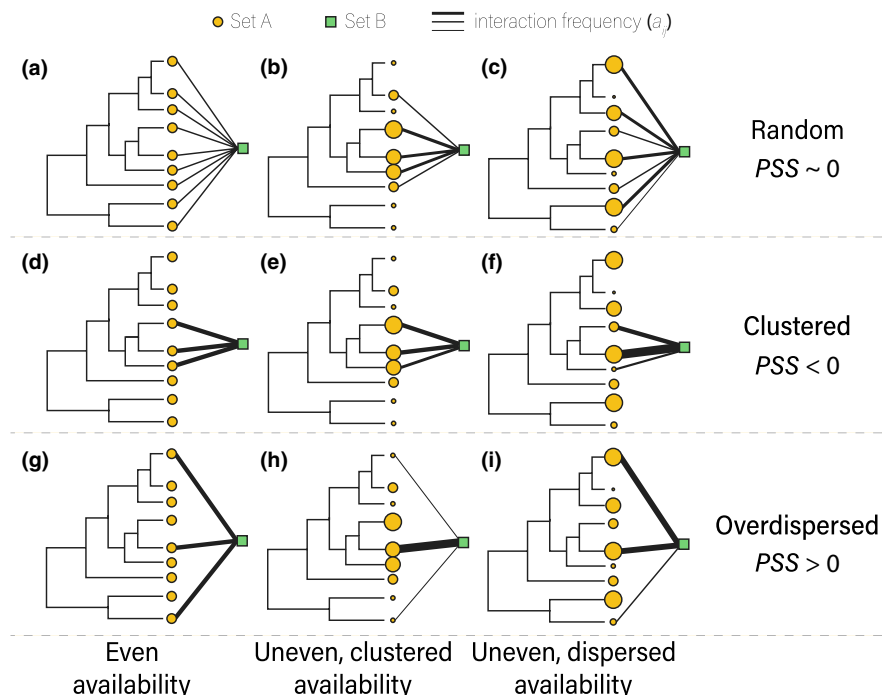 Set A Set B interaction frequency (aij)
(a) (b) (c)
Random
PSS ~ 0
(d) (e) (f)
Clustered
PSS < 0
(g) (h) (i)
Overdispersed
PSS > 0
Even Uneven, clustered Uneven, dispersed
availability availability availability